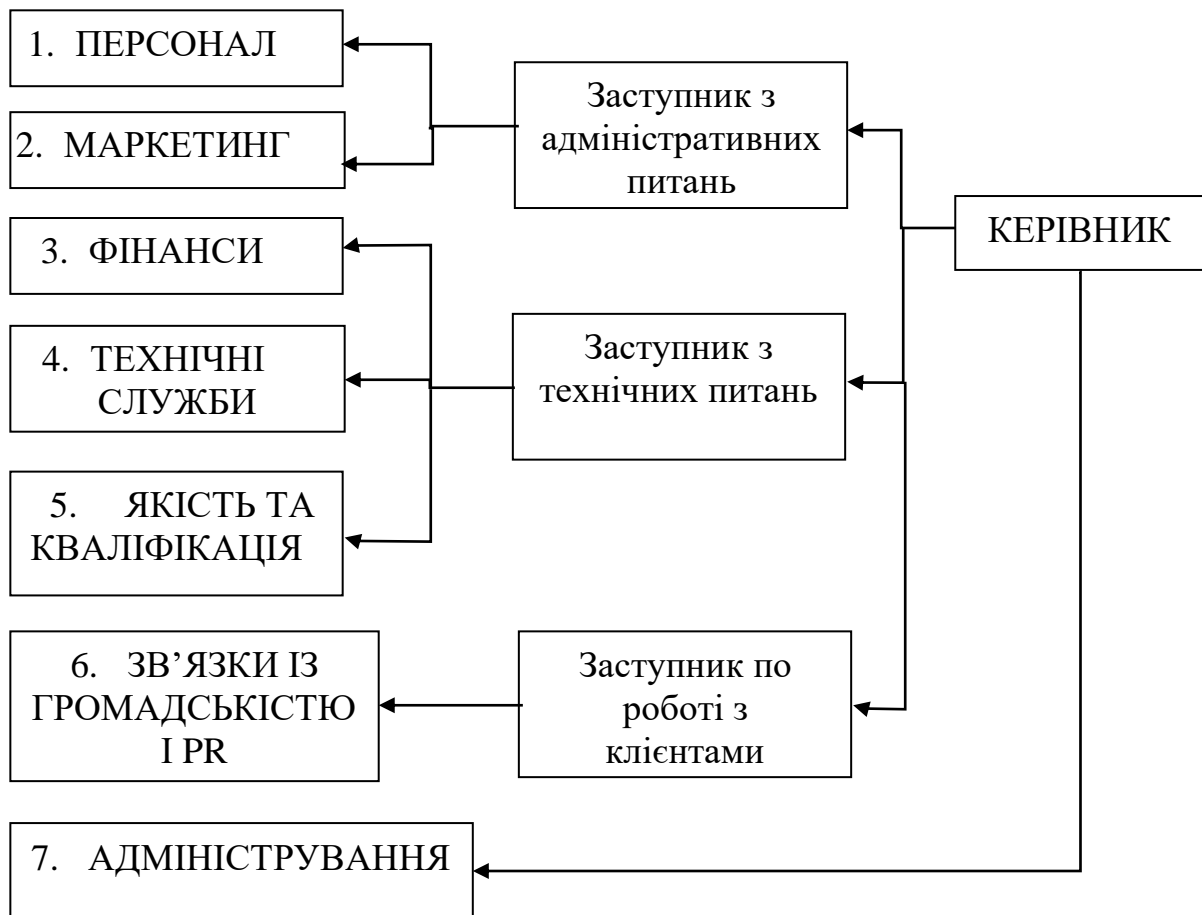 1. ПЕРСОНАЛ
2. МАРКЕТИНГ
3. ФІНАНСИ
4. ТЕХНІЧНІ
СЛУЖБИ
5. ЯКІСТЬ ТА
КВАЛІФІКАЦІЯ
6. ЗВ’ЯЗКИ ІЗ
ГРОМАДСЬКІСТЮ
І PR
7. АДМІНІСТРУВАННЯ
Заступник з
адміністративних
питань
Заступник з
технічних питань
Заступник по
роботі з
клієнтами
КЕРІВНИК